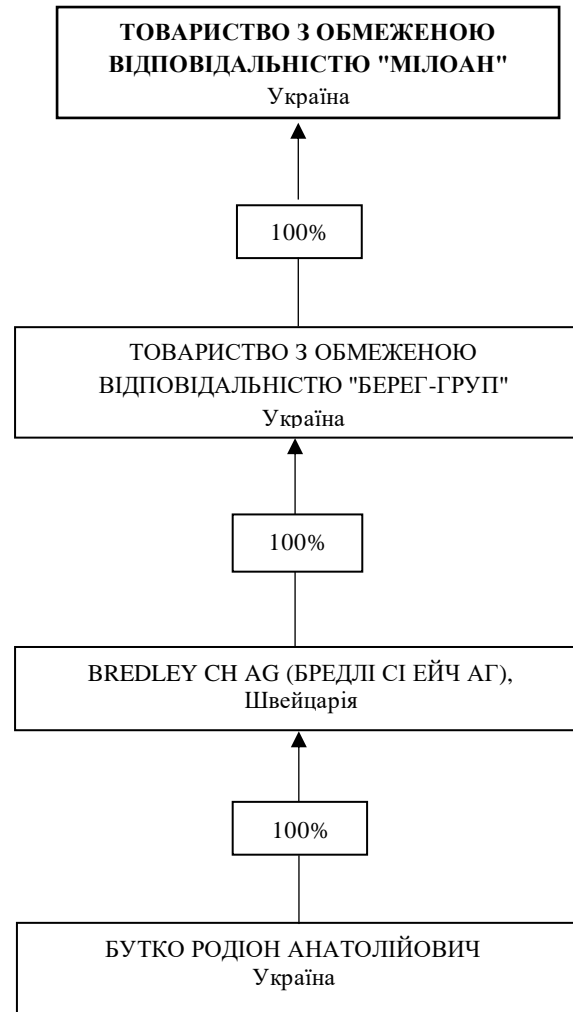 ТОВАРИСТВО З ОБМЕЖЕНОЮ
ВІДПОВІДАЛЬНІСТЮ "МІЛОАН"
Україна
100%
ТОВАРИСТВО З ОБМЕЖЕНОЮ
ВІДПОВІДАЛЬНІСТЮ "БЕРЕГ-ГРУП"
Україна
100%
BREDLEY CH AG (БРЕДЛІ СІ ЕЙЧ АГ),
Швейцарія
100%
БУТКО РОДІОН АНАТОЛІЙОВИЧ
Україна